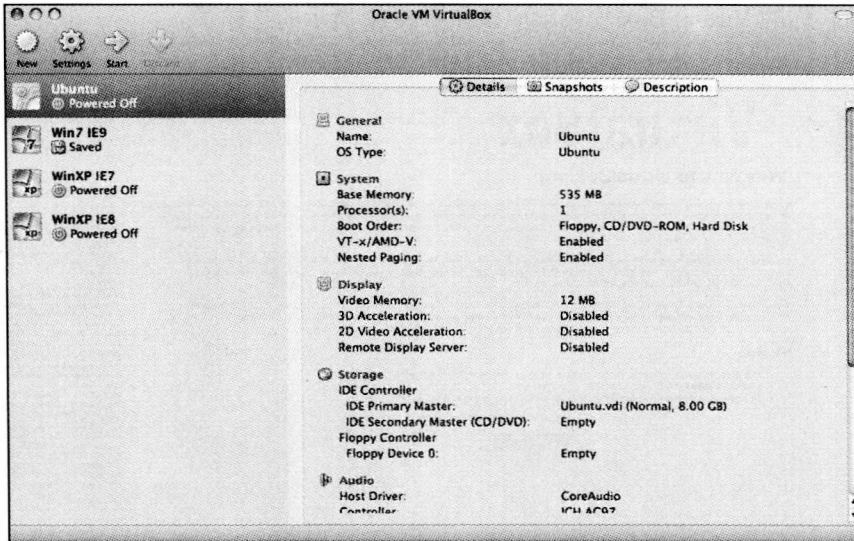 Oracle VM VirtualBox
New Settings Start Discard
Ubuntu
Powered Off
Win7 IE9
Saved
WinXP IE7
Powered Off
WinXP IE8
Powered Off
Details Snapshots Description
General
Name: Ubuntu
OS Type: Ubuntu
System
Base Memory: 535 MB
Processor(s): 1
Boot Order: Floppy, CD/DVD-ROM, Hard Disk
VT-x/AMD-V: Enabled
Nested Paging: Enabled
Display
Video Memory: 12 MB
3D Acceleration: Disabled
2D Video Acceleration: Disabled
Remote Display Server: Disabled
Storage
IDE Controller
IDE Primary Master: Ubuntu.vdi (Normal, 8.00 GB)
IDE Secondary Master (CD/DVD): Empty
Floppy Controller
Floppy Device 0: Empty
Audio
Host Driver: CoreAudio
Controller ICH AC97